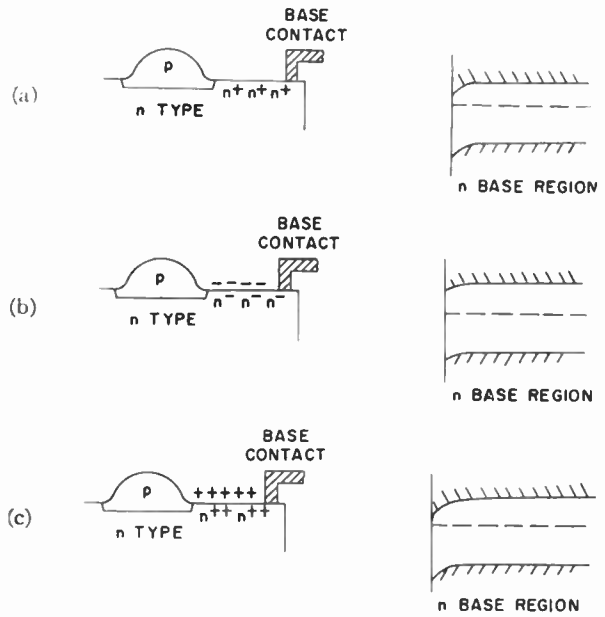 BASE
CONTACT
(a)
P
n+ n+ n+
n TYPE
n BASE REGION
BASE
CONTACT
(b)
P
– – – –
n– n– n–
n TYPE
n BASE REGION
BASE
CONTACT
(c)
P
+++++
n++ n++
n TYPE
n BASE REGION